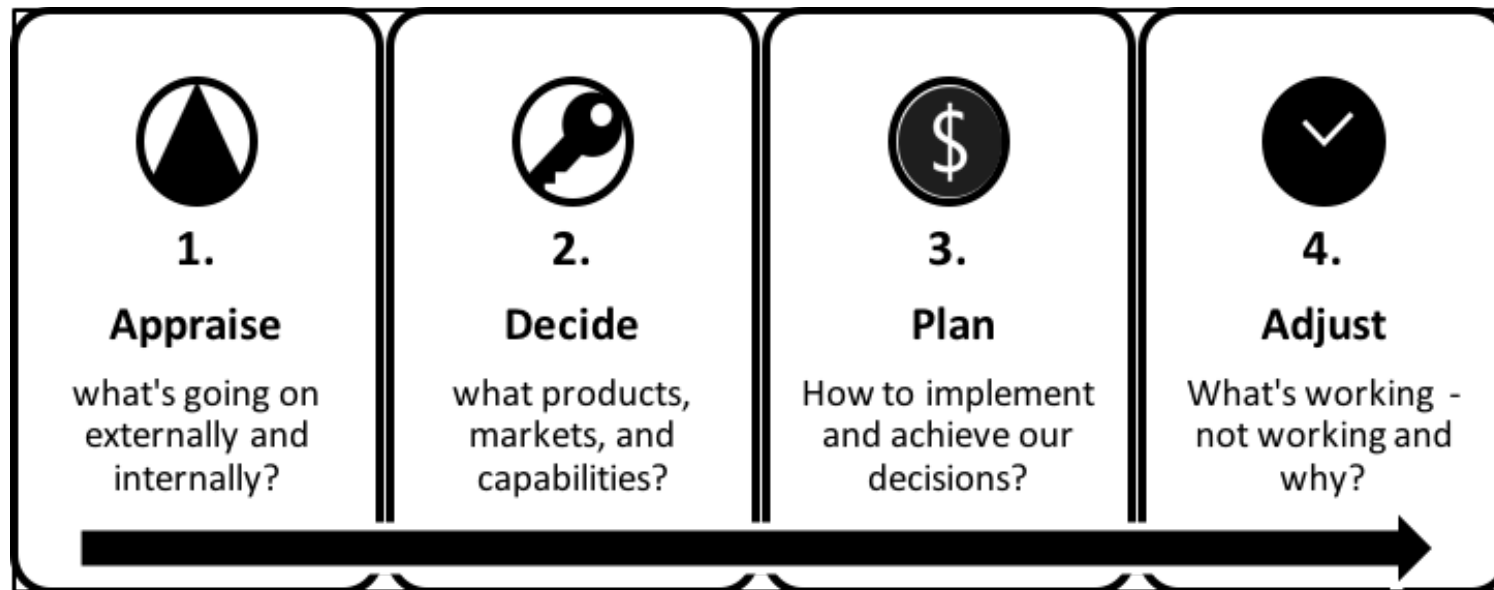 $
1.
Appraise
what's going on
externally and
internally?
2.
Decide
what products,
markets, and
capabilities?
3.
Plan
How to implement
and achieve our
decisions?
4.
Adjust
What's working -
not working and
why?